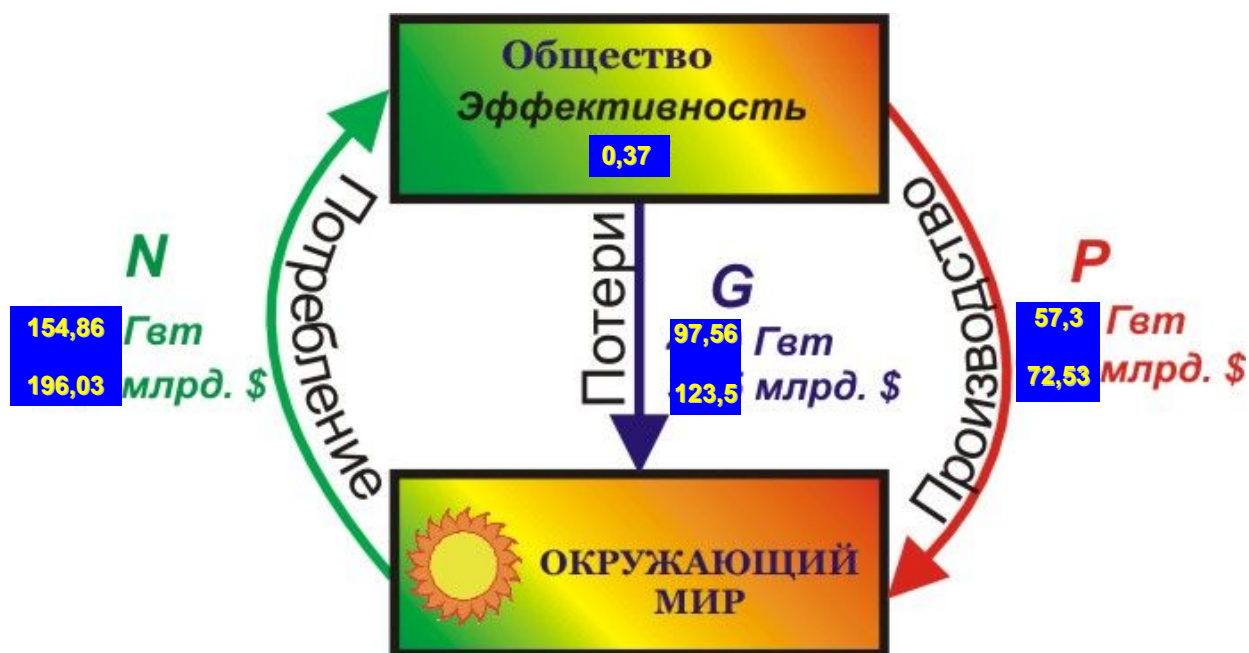 Общество
Эффективность
0,37
Потребление
N
154,86 Гвт
196,03 млрд. $
Потери
G
97,56 Гвт
123,5 млрд. $
Производство
P
57,3 Гвт
72,53 млрд. $
ОКРУЖАЮЩИЙ
МИР